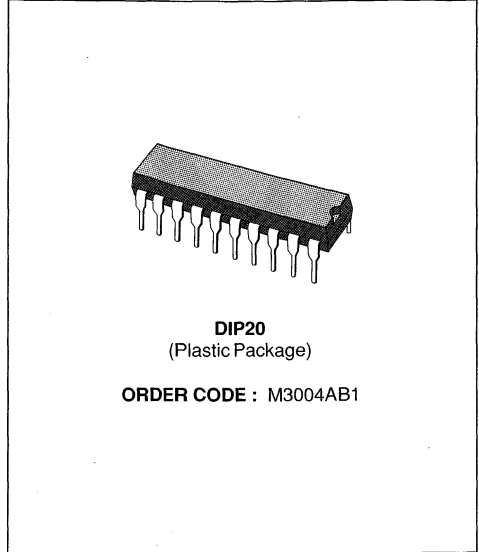 DIP20
(Plastic Package)
ORDER CODE : M3004AB1